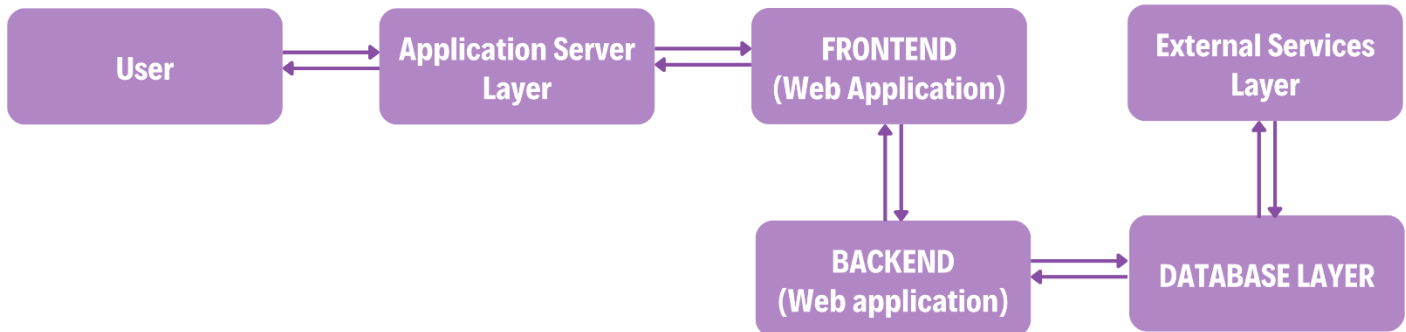 User
Application Server
Layer
FRONTEND
(Web Application)
External Services
Layer
BACKEND
(Web application)
DATABASE LAYER